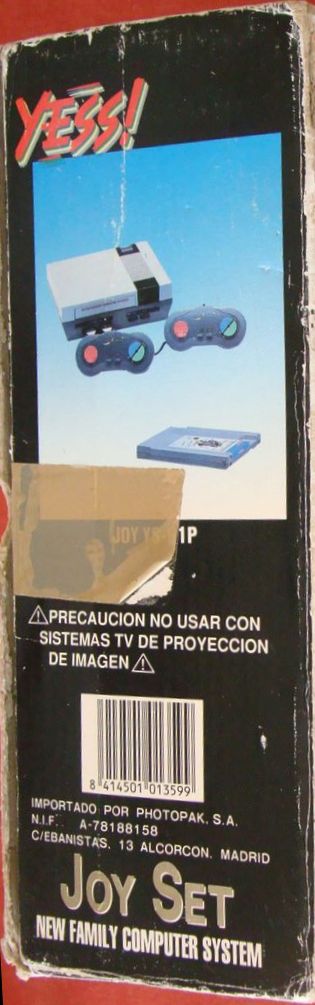 YESS!
JOY 1P
⚠PRECAUCION NO USAR CON
SISTEMAS TV DE PROYECCION
DE IMAGEN⚠
8 414501 013599
IMPORTADO POR PHOTOPAK, S.A.
N.I.F. A-78188158
C/EBANISTAS, 13 ALCORCON. MADRID
JOY SET
NEW FAMILY COMPUTER SYSTEM